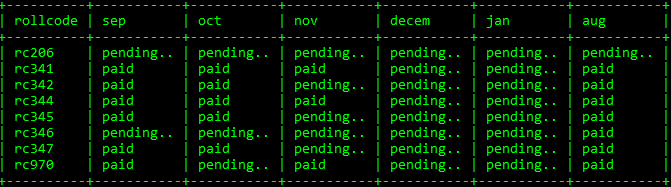 +----------+-----------+-----------+-----------+-----------+-----------+-----------+
| rollcode | sep       | oct       | nov       | decem     | jan       | aug       |
+----------+-----------+-----------+-----------+-----------+-----------+-----------+
| rc206    | pending.. | pending.. | pending.. | pending.. | pending.. | pending.. |
| rc341    | paid      | paid      | paid      | pending.. | pending.. | paid      |
| rc342    | paid      | paid      | pending.. | pending.. | pending.. | paid      |
| rc344    | paid      | paid      | paid      | pending.. | pending.. | paid      |
| rc345    | paid      | paid      | pending.. | pending.. | pending.. | paid      |
| rc346    | pending.. | pending.. | pending.. | pending.. | pending.. | paid      |
| rc347    | paid      | paid      | pending.. | pending.. | pending.. | paid      |
| rc970    | paid      | pending.. | paid      | pending.. | pending.. | paid      |
+----------+-----------+-----------+-----------+-----------+-----------+-----------+